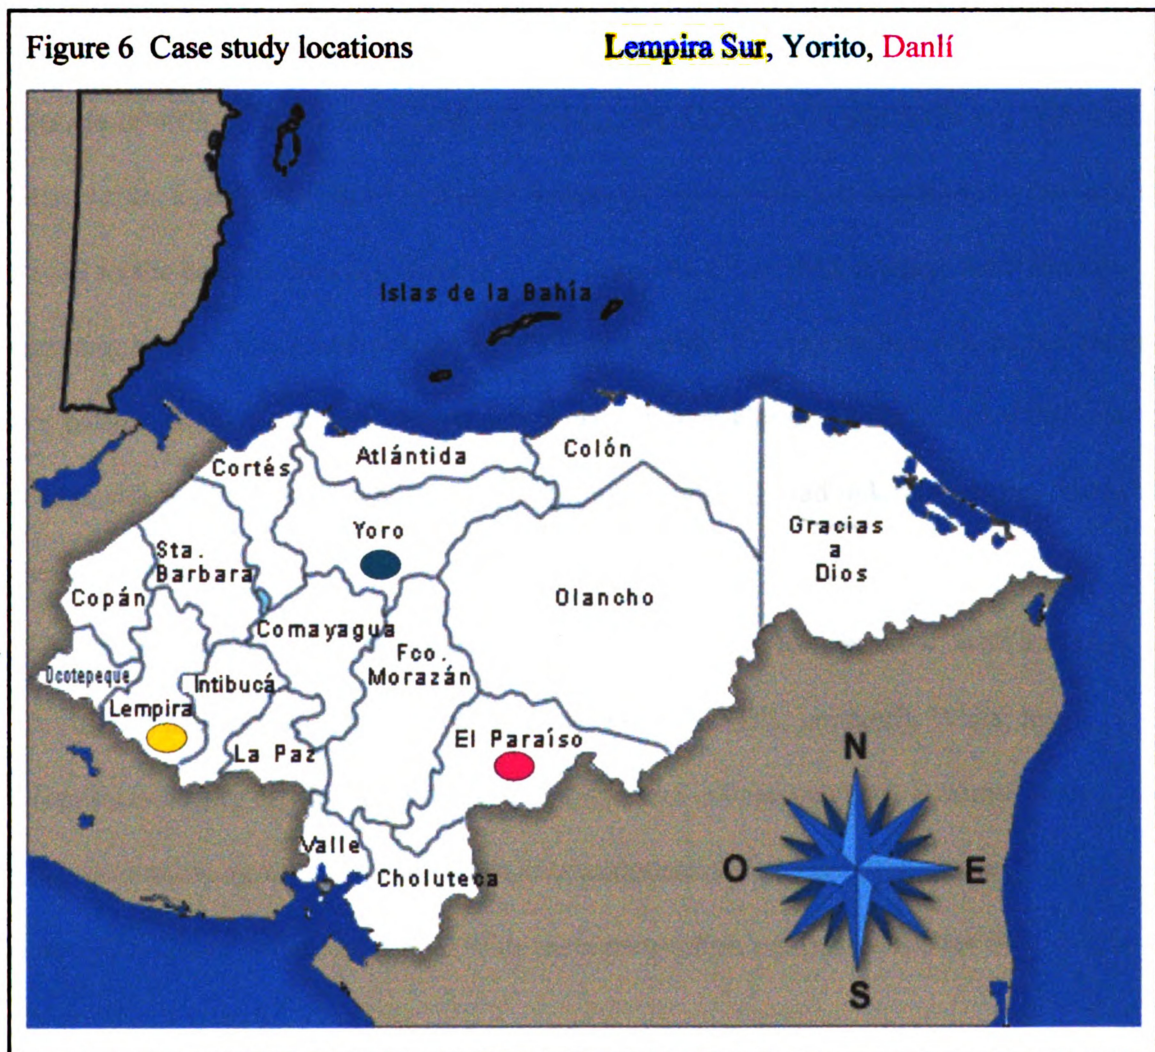 Figure 6 Case study locations Lempira Sur, Yorito, Danlí
Islas de la Bahía
Cortés
Atlántida
Colón
Yoro
Gracias
a
Dios
Sta.
Barbara
Copán
Olancho
Comayagua
Fco.
Morazán
Ocotepeque
Intibucá
Lempira
La Paz
El Paraíso
Valle
Choluteca
N
O
E
S